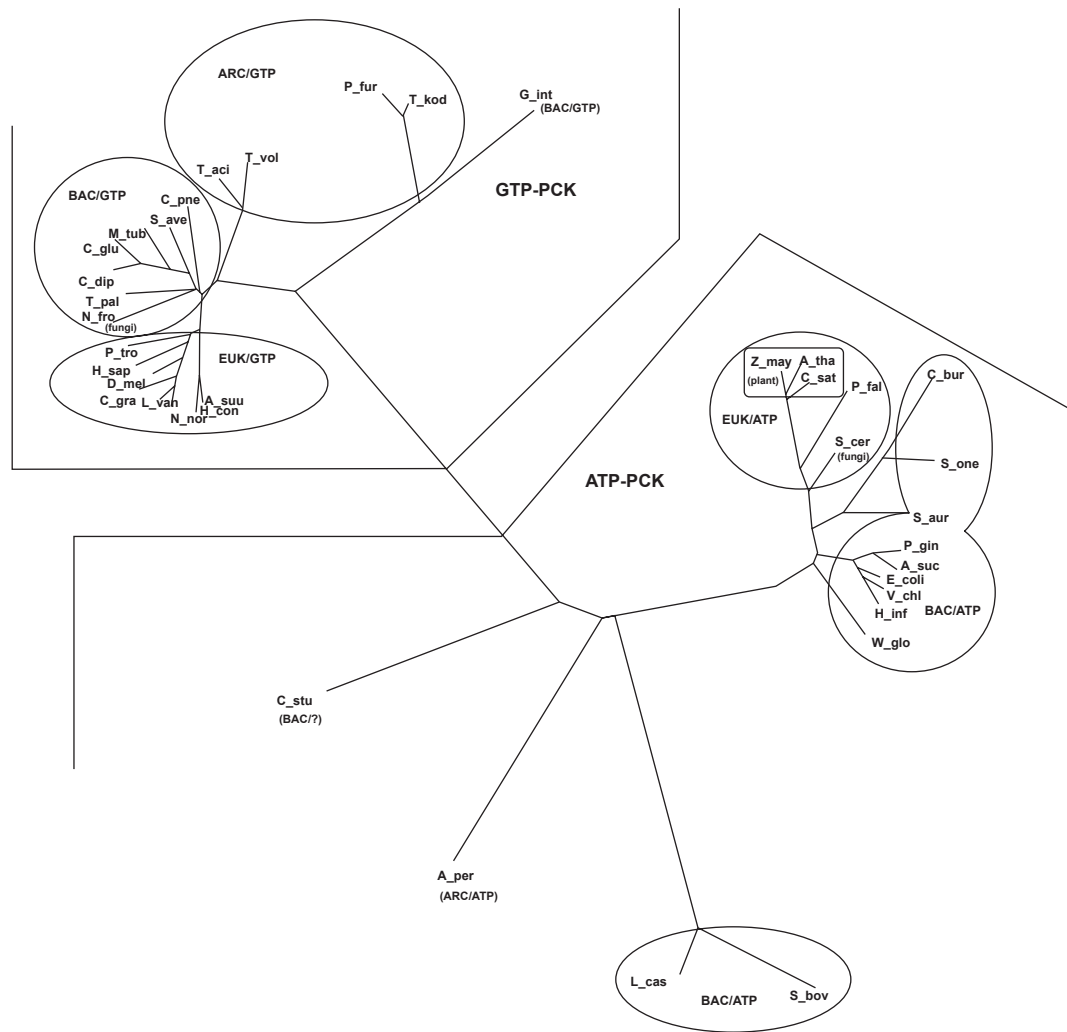 ARC/GTP
P_fur
T_kod
G_int
(BAC/GTP)
T_vol
T_aci
GTP-PCK
BAC/GTP
C_pne
S_ave
M_tub
C_glu
C_dip
T_pal
N_fro
(fungi)
P_tro
EUK/GTP
H_sap
D_mel
C_gra
L_van
A_suu
H_con
N_nor
Z_may
A_tha
(plant)
C_sat
C_bur
P_fal
EUK/ATP
S_cer
(fungi)
S_one
ATP-PCK
S_aur
P_gin
A_suc
E_coli
V_chl
H_inf
BAC/ATP
W_glo
C_stu
(BAC/?)
A_per
(ARC/ATP)
L_cas
S_bov
BAC/ATP